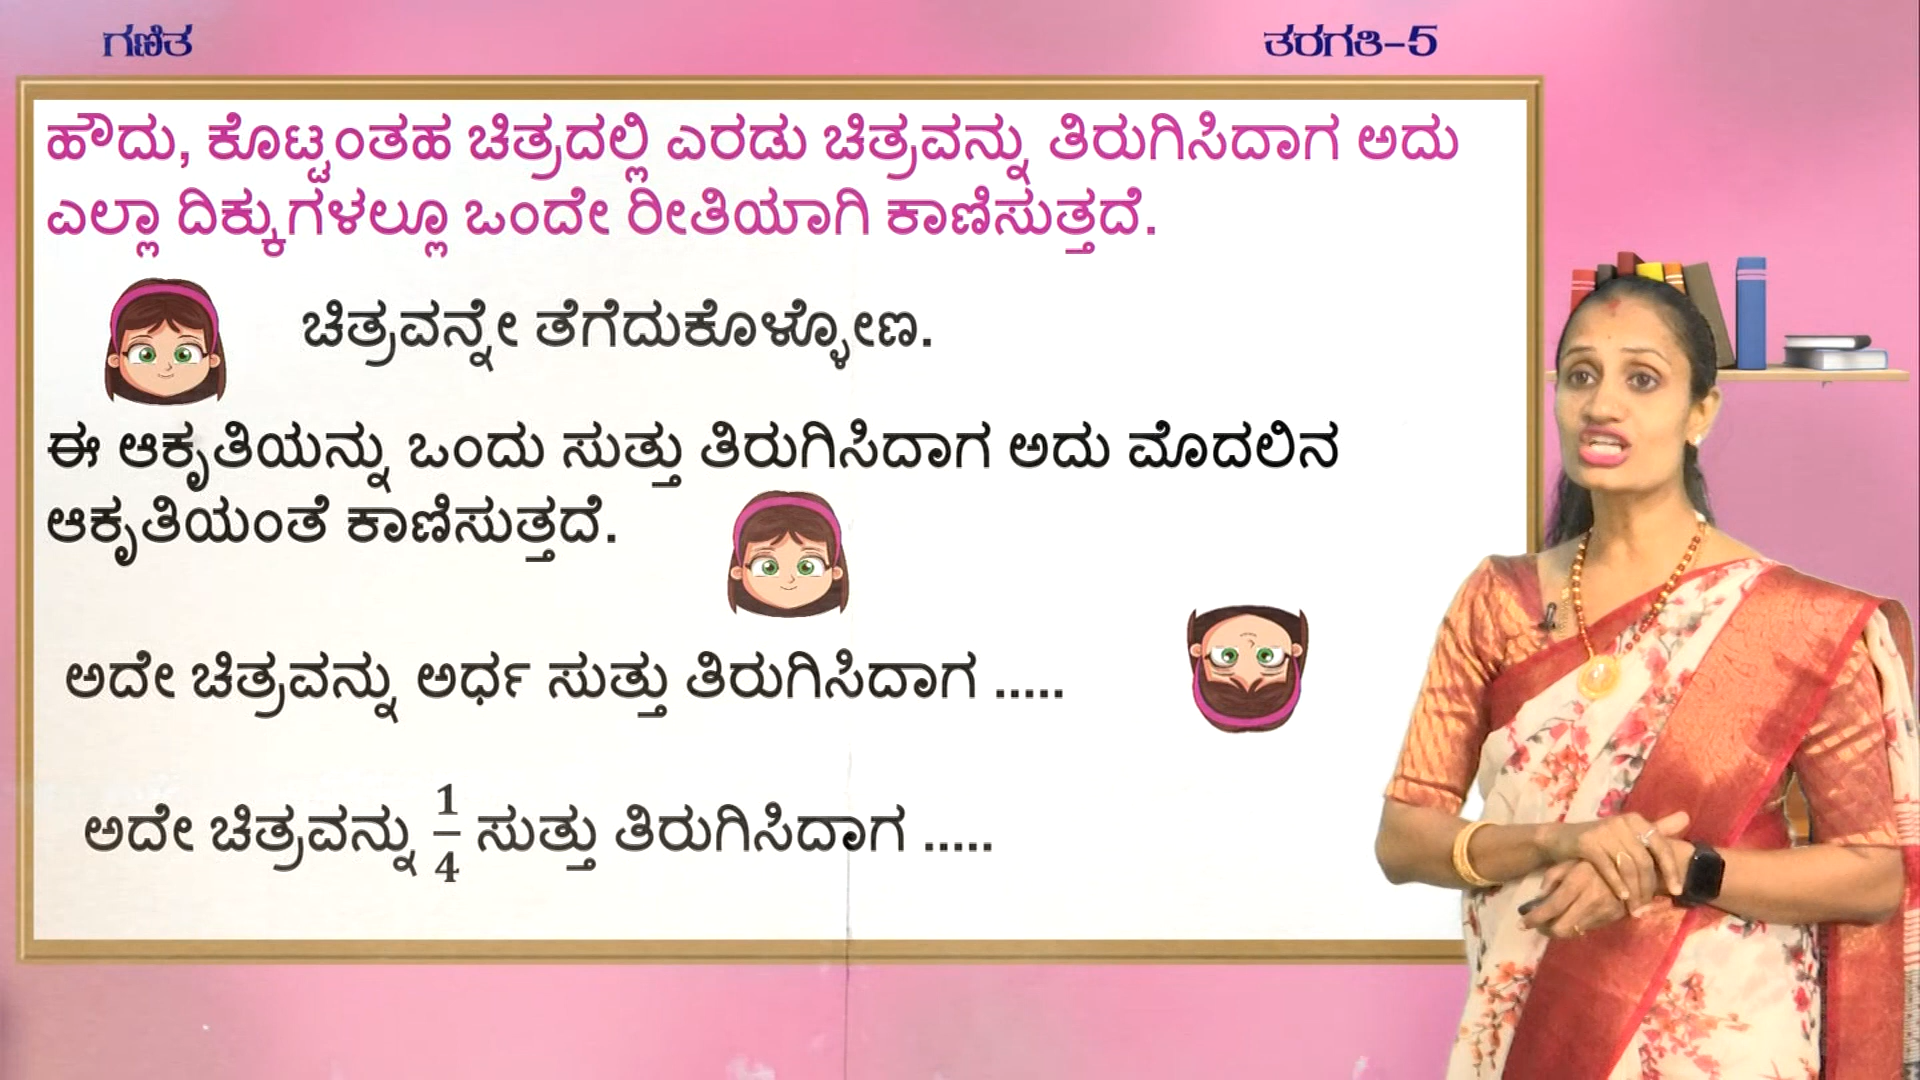 ಗಣಿತ
ತರಗತಿ-5
ಹೌದು, ಕೊಟ್ಟಂತಹ ಚಿತ್ರದಲ್ಲಿ ಎರಡು ಚಿತ್ರವನ್ನು ತಿರುಗಿಸಿದಾಗ ಅದು
ಎಲ್ಲಾ ದಿಕ್ಕುಗಳಲ್ಲೂ ಒಂದೇ ರೀತಿಯಾಗಿ ಕಾಣಿಸುತ್ತದೆ.
ಚಿತ್ರವನ್ನೇ ತೆಗೆದುಕೊಳ್ಳೋಣ.
ಈ ಆಕೃತಿಯನ್ನು ಒಂದು ಸುತ್ತು ತಿರುಗಿಸಿದಾಗ ಅದು ಮೊದಲಿನ
ಆಕೃತಿಯಂತೆ ಕಾಣಿಸುತ್ತದೆ.
ಅದೇ ಚಿತ್ರವನ್ನು ಅರ್ಧ ಸುತ್ತು ತಿರುಗಿಸಿದಾಗ .....
ಅದೇ ಚಿತ್ರವನ್ನು 1/4 ಸುತ್ತು ತಿರುಗಿಸಿದಾಗ .....